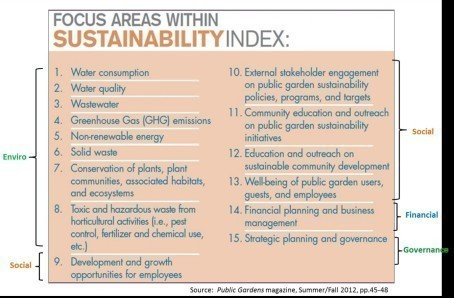 FOCUS AREAS WITHIN
SUSTAINABILITY INDEX:
1. Water consumption
2. Water quality
3. Wastewater
4. Greenhouse Gas (GHG) emissions
5. Non-renewable energy
6. Solid waste
7. Conservation of plants, plant
communities, associated habitats,
and ecosystems
8. Toxic and hazardous waste from
horticultural activities (i.e., pest
control, fertilizer and chemical use,
etc.)
9. Development and growth
opportunities for employees
10. External stakeholder engagement
on public garden sustainability
policies, programs, and targets
11. Community education and outreach
on public garden sustainability
initiatives
12. Education and outreach on
sustainable community development
13. Well-being of public garden users,
guests, and employees
14. Financial planning and business
management
15. Strategic planning and governance
Enviro
Social
Social
Financial
Governance
Source: Public Gardens magazine, Summer/Fall 2012, pp.45-48